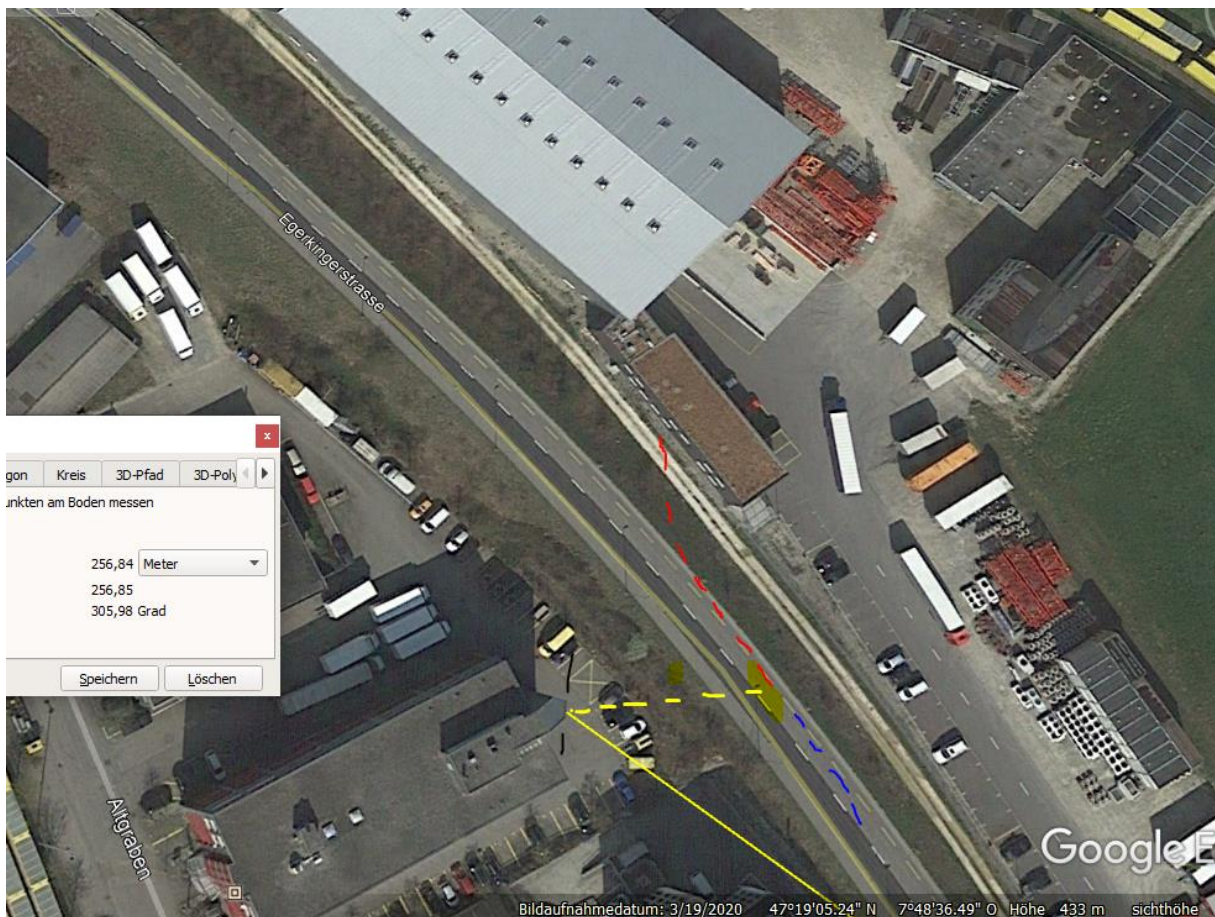 Egerkingerstrasse
x
gon Kreis 3D-Pfad 3D-Poly
unkten am Boden messen
256,84 Meter
256,85
305,98 Grad
Speichern Löschen
Altgraben
Google E
Bildaufnahmedatum: 3/19/2020 47°19'05.24" N 7°48'36.49" O Höhe 433 m sichthöhe